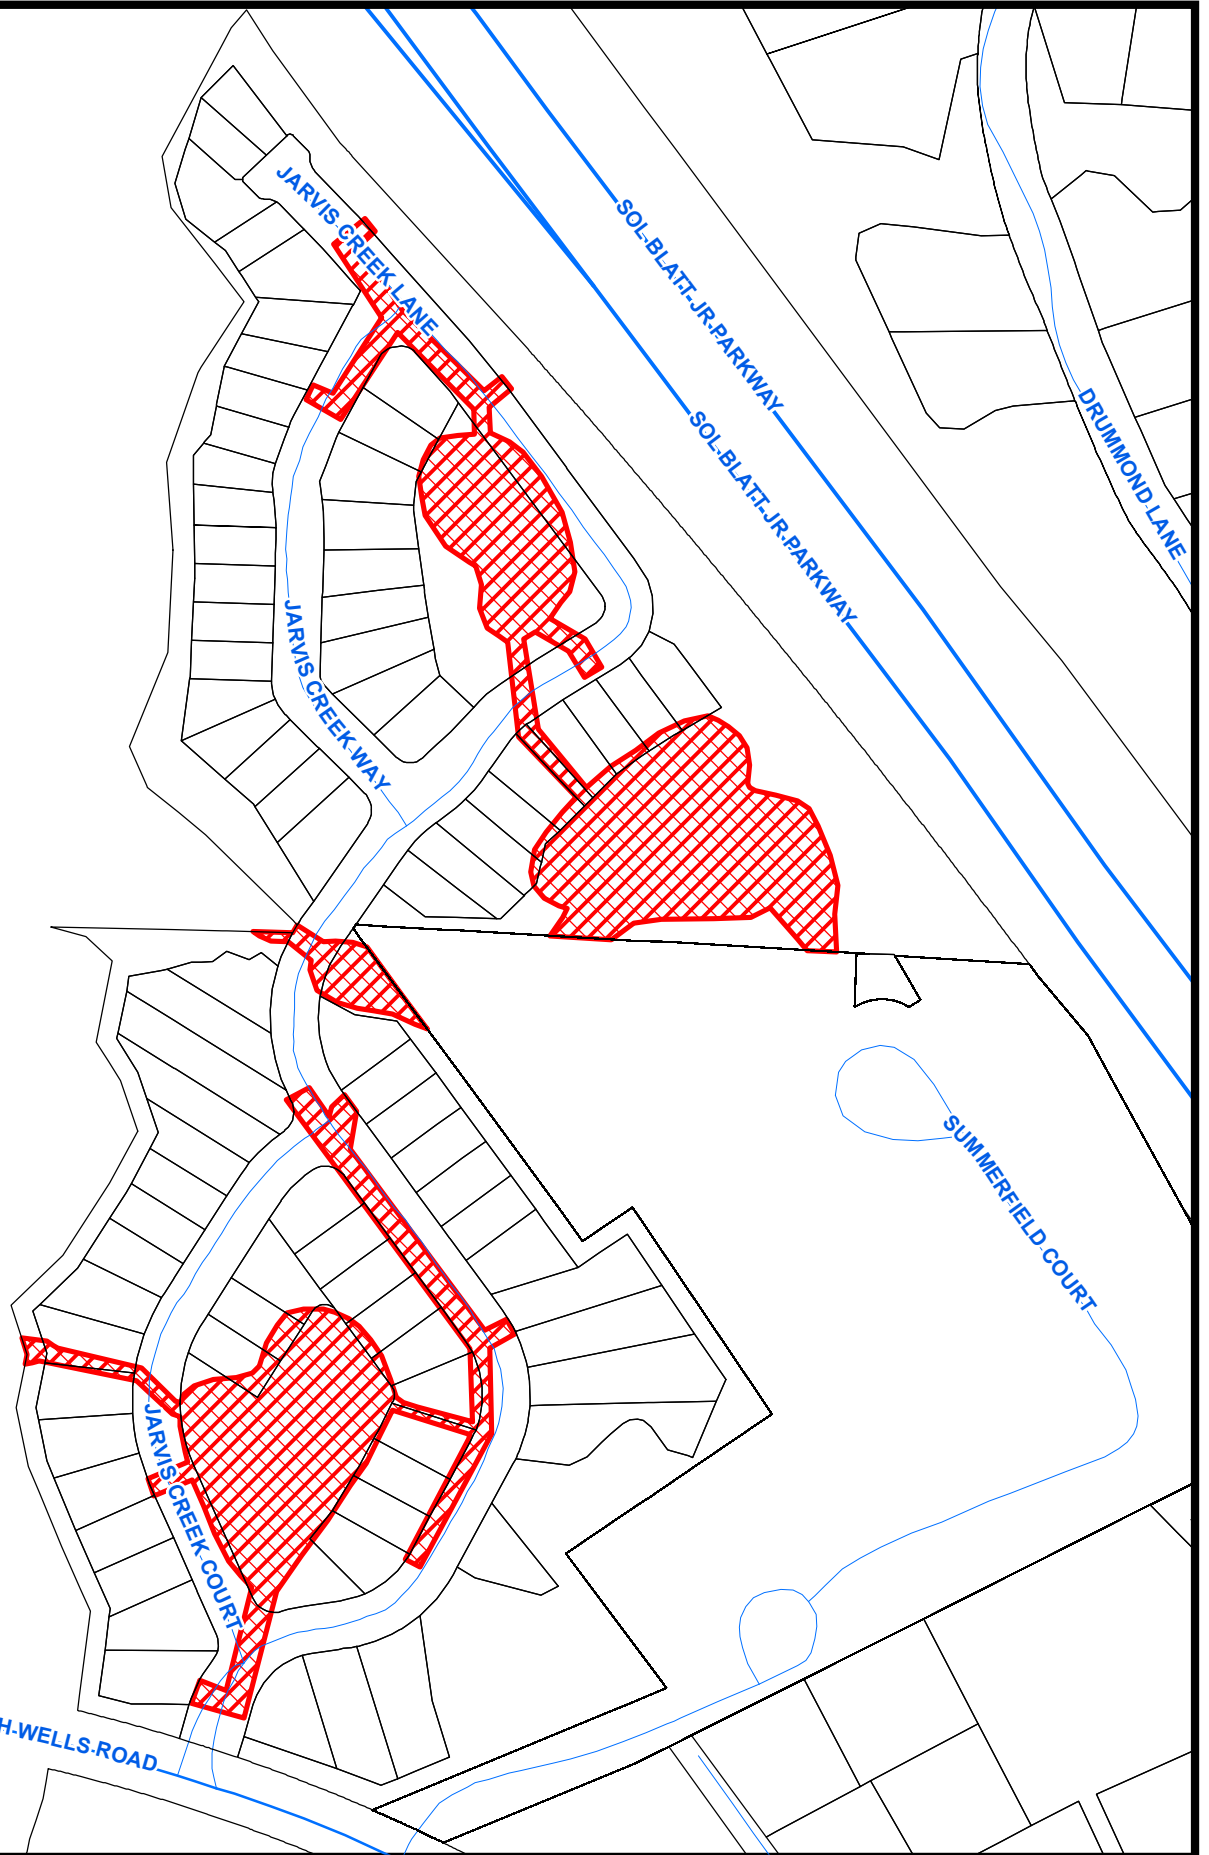 JARVIS CREEK LANE
SOL BLATT JR PARKWAY
SOL BLATT JR PARKWAY
DRUMMOND LANE
JARVIS CREEK WAY
SUMMERFIELD COURT
JARVIS CREEK COURT
H WELLS ROAD